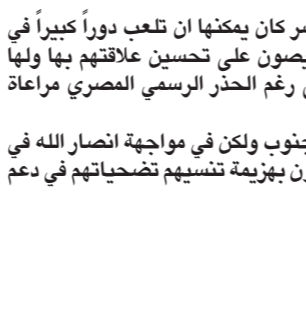 مر كان يمكنها ان تلعب دوراً كبيراً في
يصون على تحسين علاقتهم بها ولها
رغم الحذر الرسمي المصري مراعاة
جنوب ولكن في مواجهة انصار الله في
ن بهزيمة تنسيهم تضحياتهم في دعم